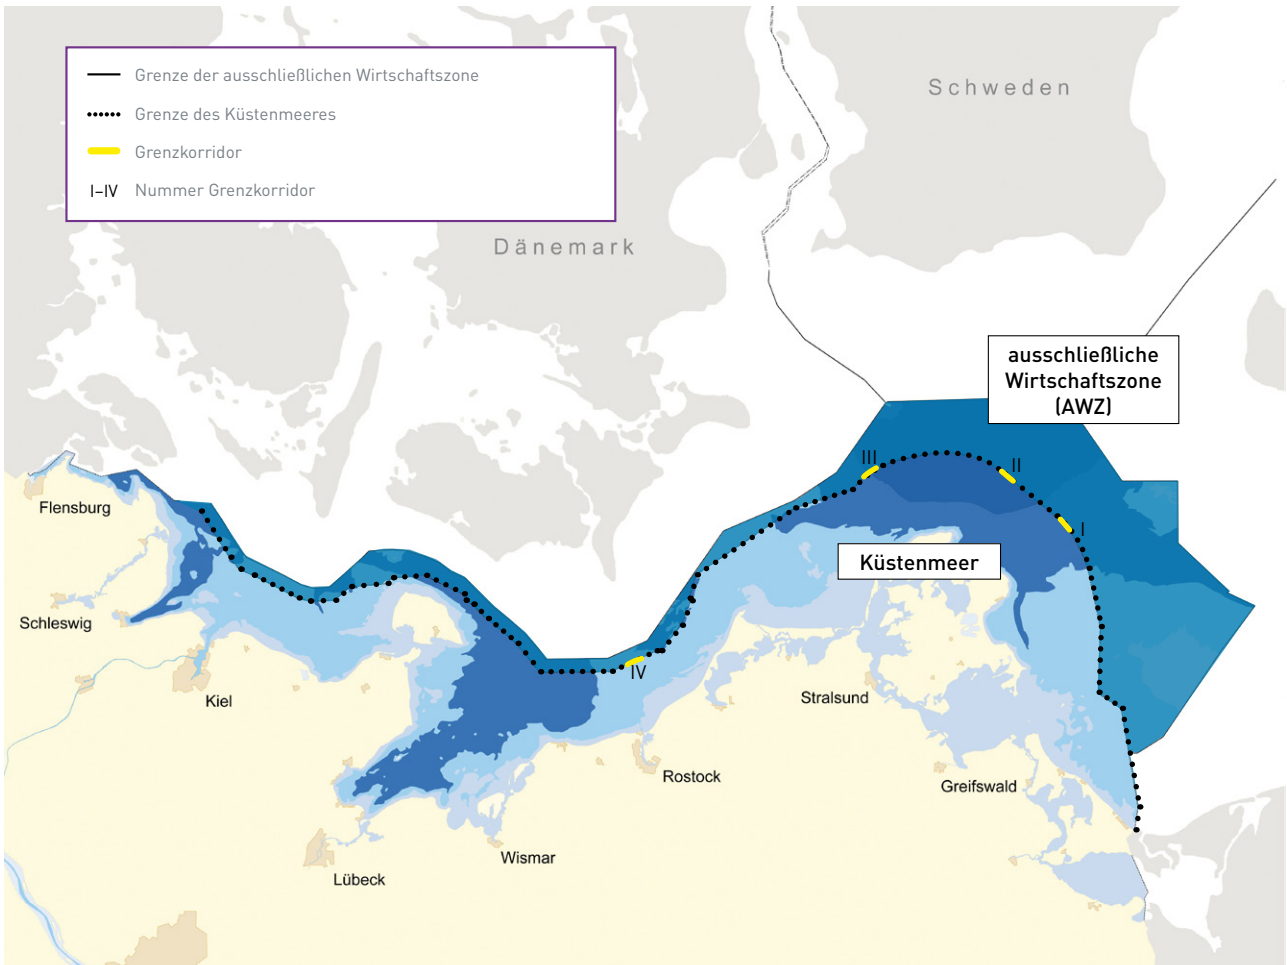 Grenze der ausschließlichen Wirtschaftszone
Grenze des Küstenmeeres
Grenzkorridor
I–IV Nummer Grenzkorridor
Schweden
Dänemark
ausschließliche
Wirtschaftszone
(AWZ)
III
II
I
Flensburg
Küstenmeer
Schleswig
IV
Kiel
Stralsund
Rostock
Greifswald
Wismar
Lübeck